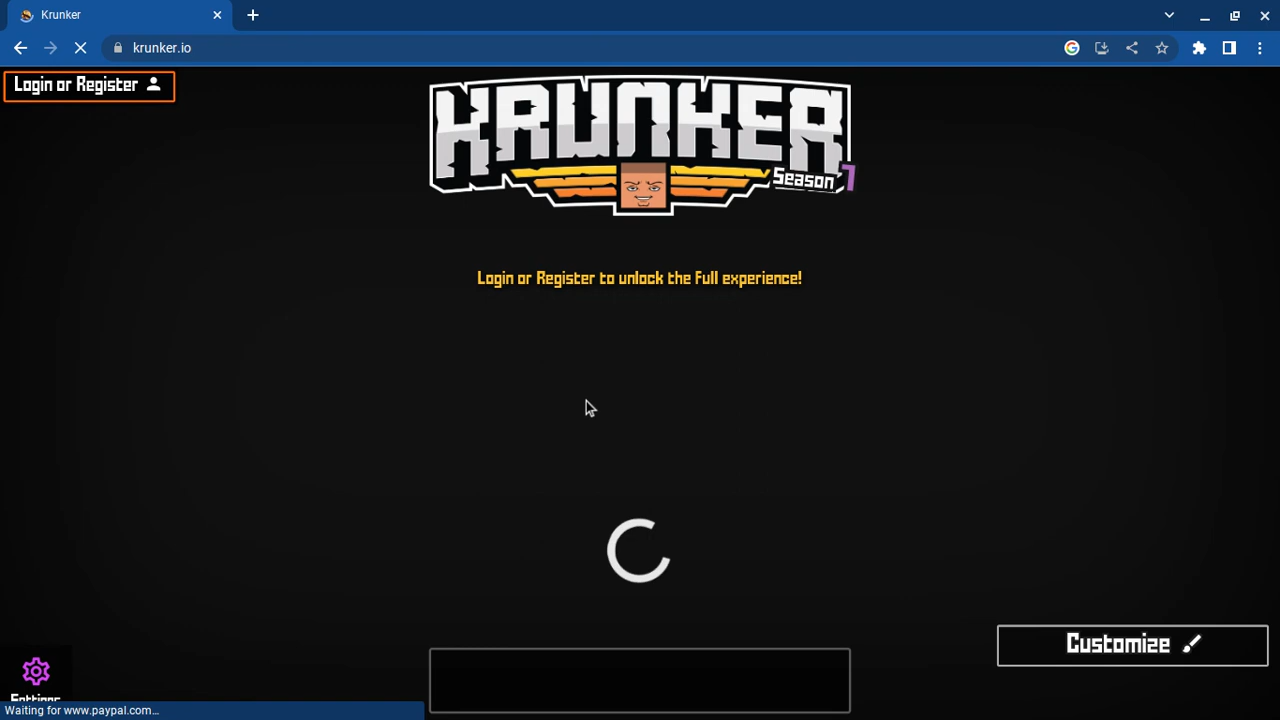 Krunker
krunker.io
Login or Register
KRUNKER
Season 7
Login or Register to unlock the Full experience!
Customize
Settings
Waiting for www.paypal.com…